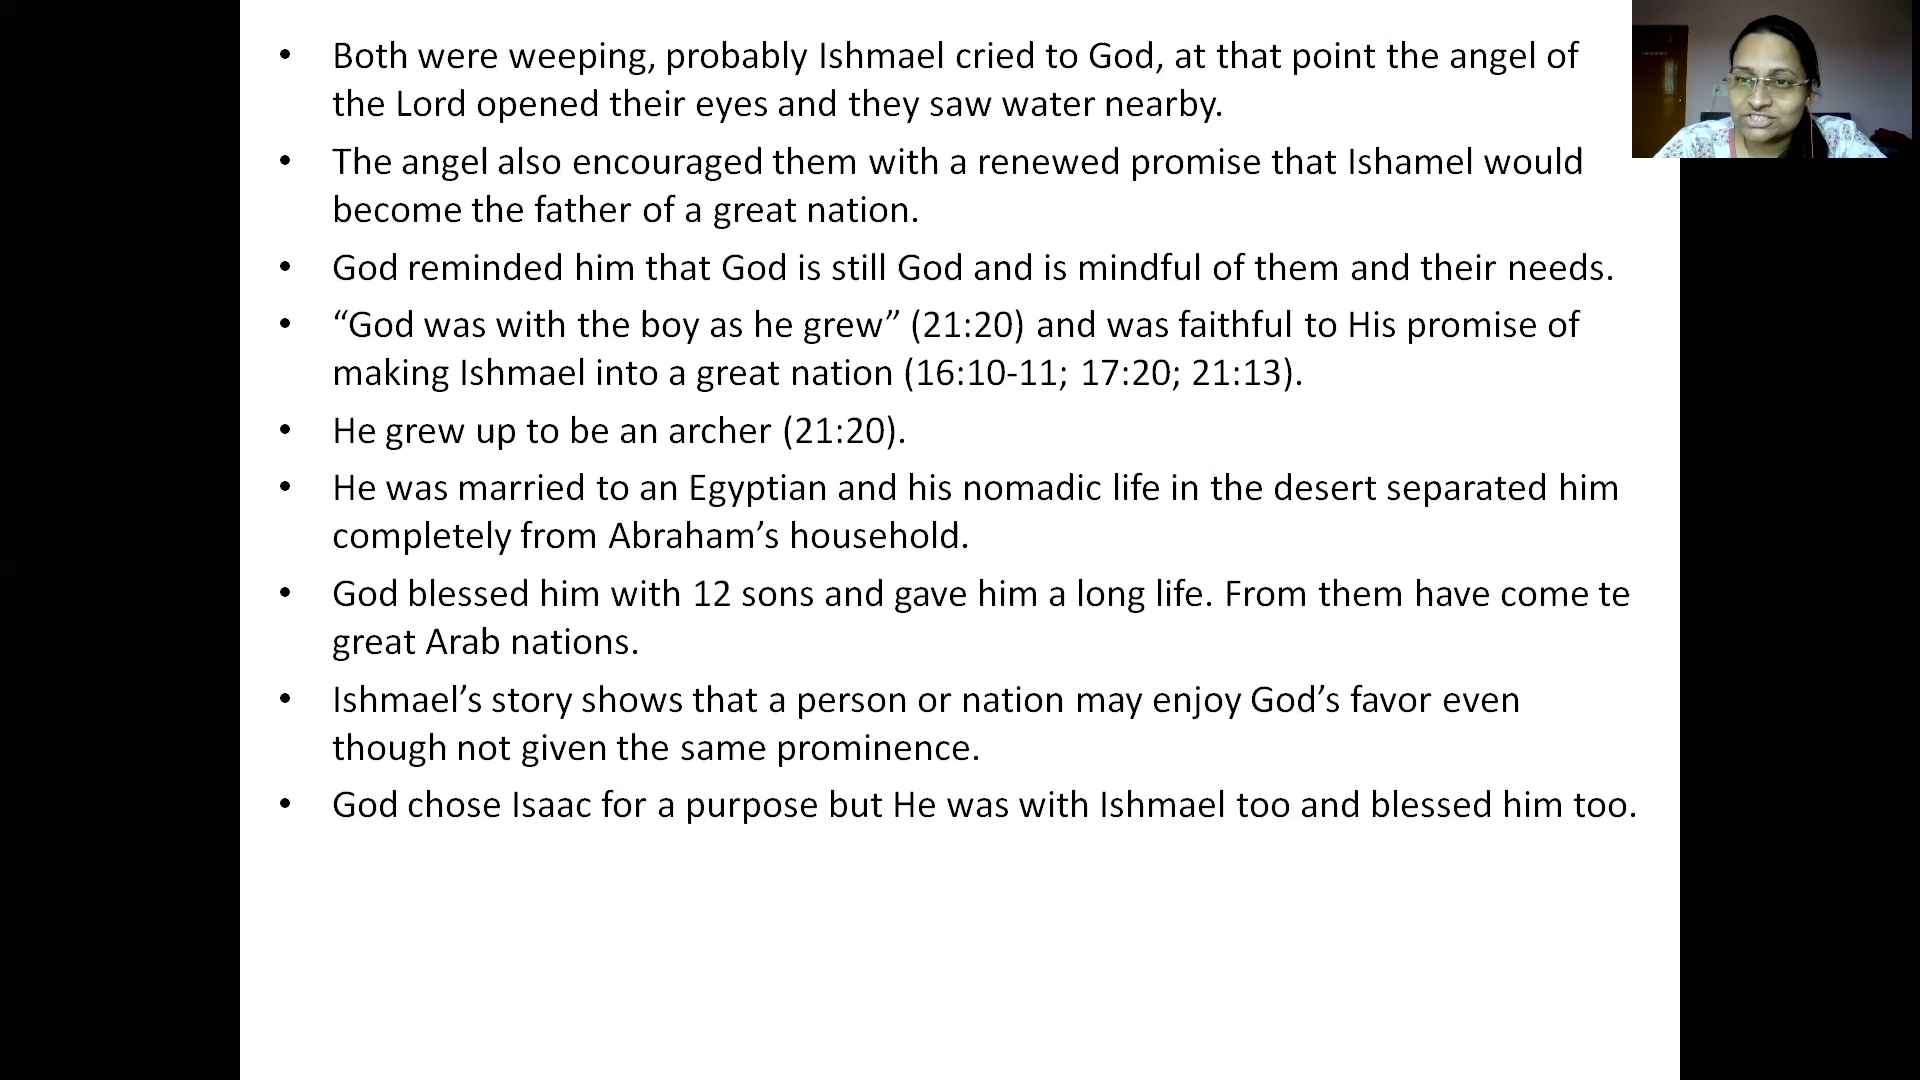 • Both were weeping, probably Ishmael cried to God, at that point the angel of
the Lord opened their eyes and they saw water nearby.
• The angel also encouraged them with a renewed promise that Ishamel would
become the father of a great nation.
• God reminded him that God is still God and is mindful of them and their needs.
• “God was with the boy as he grew” (21:20) and was faithful to His promise of
making Ishmael into a great nation (16:10-11; 17:20; 21:13).
• He grew up to be an archer (21:20).
• He was married to an Egyptian and his nomadic life in the desert separated him
completely from Abraham’s household.
• God blessed him with 12 sons and gave him a long life. From them have come te
great Arab nations.
• Ishmael’s story shows that a person or nation may enjoy God’s favor even
though not given the same prominence.
• God chose Isaac for a purpose but He was with Ishmael too and blessed him too.